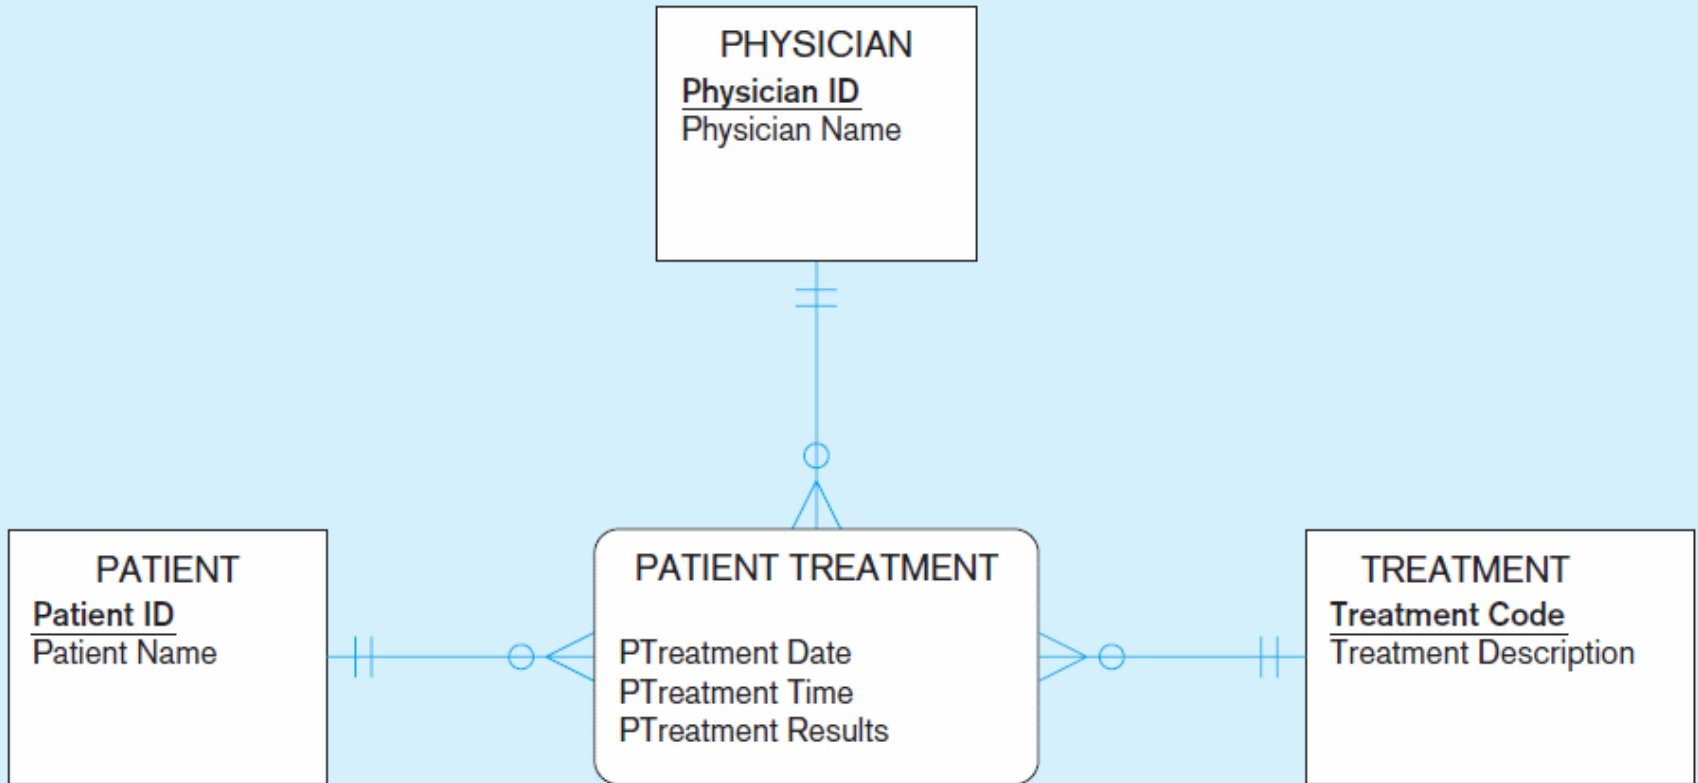 PHYSICIAN
Physician ID
Physician Name
PATIENT
Patient ID
Patient Name
PATIENT TREATMENT
PTreatment Date
PTreatment Time
PTreatment Results
TREATMENT
Treatment Code
Treatment Description